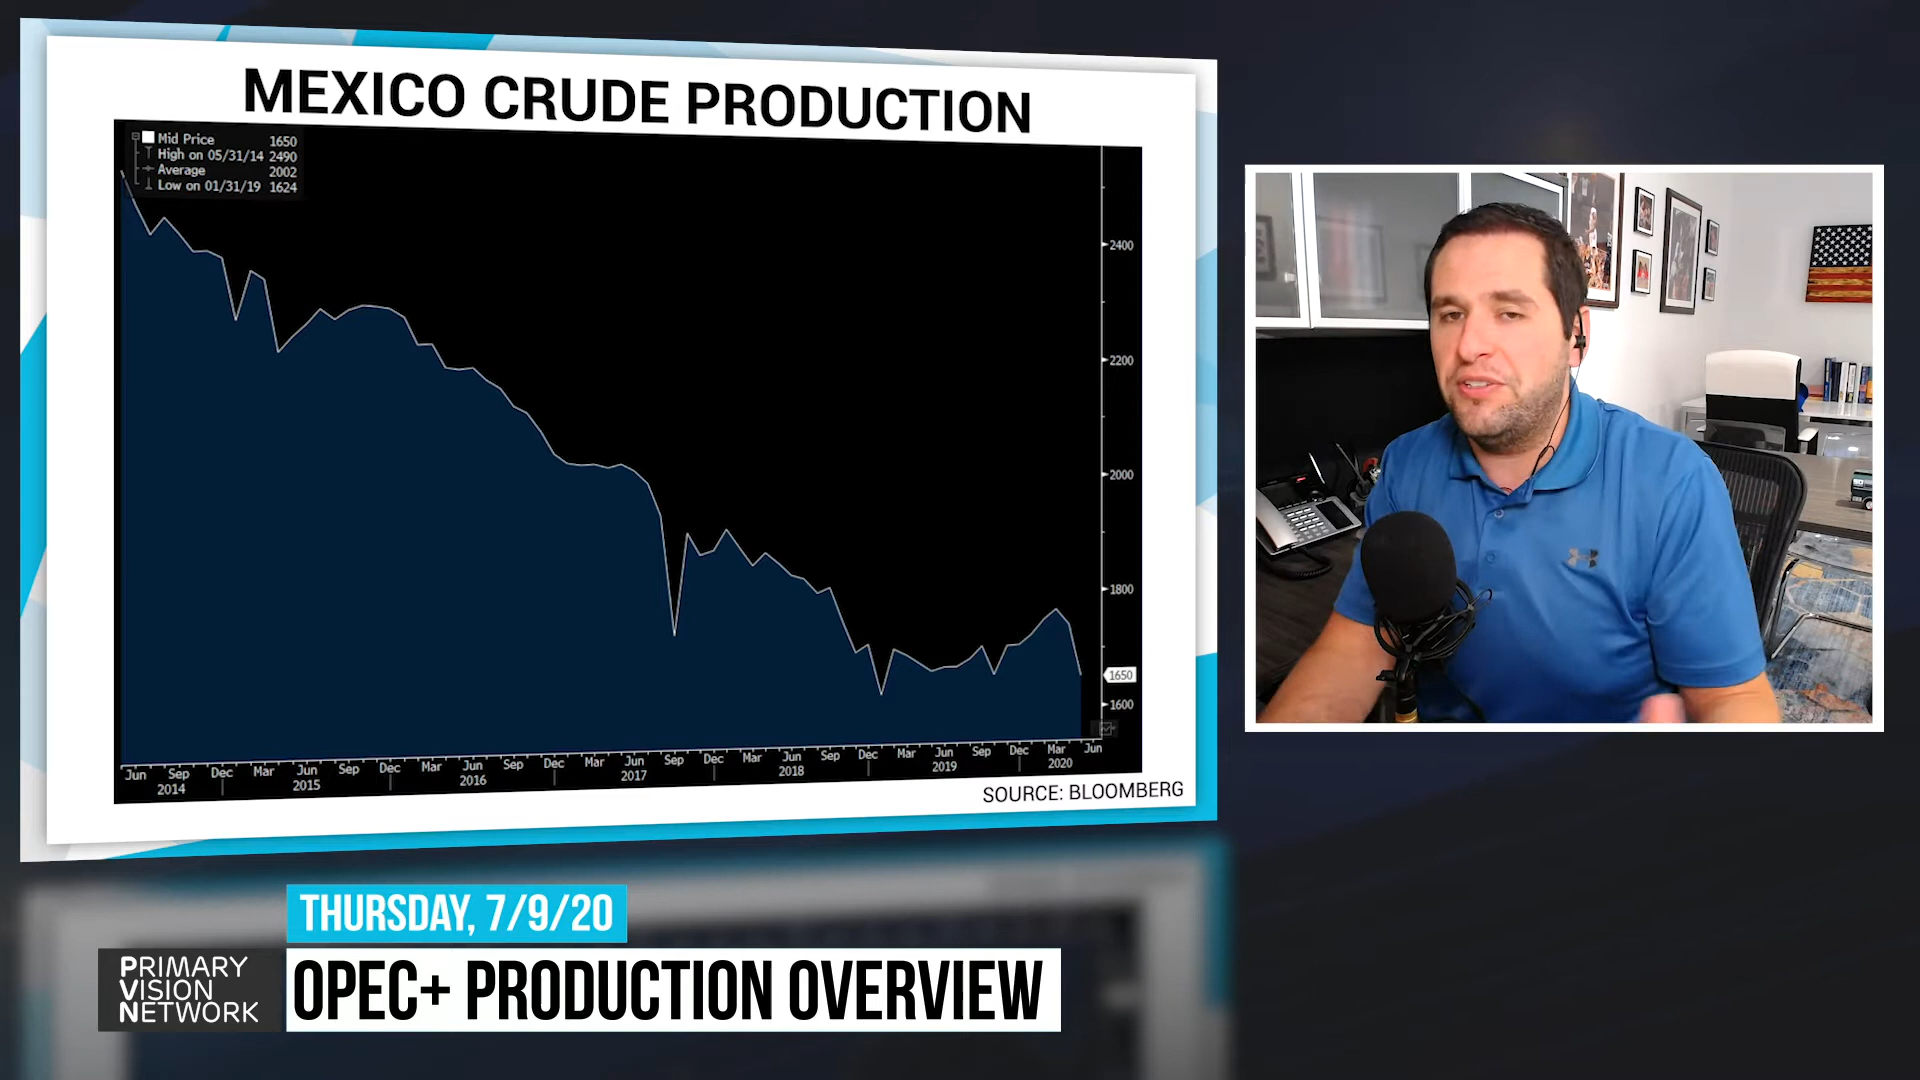 MEXICO CRUDE PRODUCTION
Mid Price 1650
High on 05/31/14 2490
Average 2002
Low on 01/31/19 1624
2400
2200
2000
1800
1650
1600
Jun Sep Dec Mar Jun Sep Dec Mar Jun Sep Dec Mar Jun Sep Dec Mar Jun Sep Dec Mar Jun Sep Dec Mar Jun
2014 2015 2016 2017 2018 2019 2020
SOURCE: BLOOMBERG
THURSDAY, 7/9/20
PRIMARY
VISION
NETWORK
OPEC+ PRODUCTION OVERVIEW